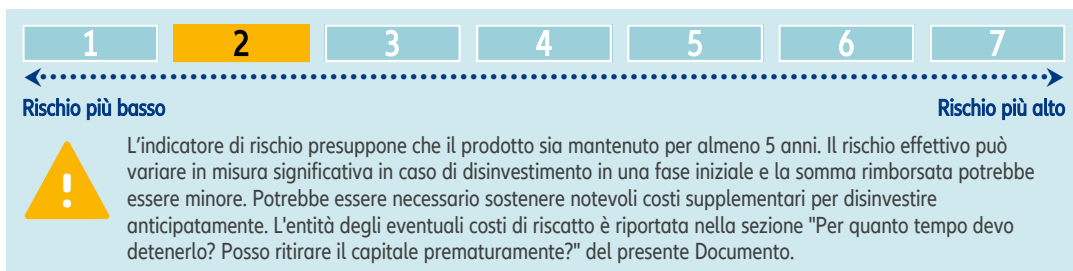 1 2 3 4 5 6 7
Rischio più basso Rischio più alto
L'indicatore di rischio presuppone che il prodotto sia mantenuto per almeno 5 anni. Il rischio effettivo può
variare in misura significativa in caso di disinvestimento in una fase iniziale e la somma rimborsata potrebbe
essere minore. Potrebbe essere necessario sostenere notevoli costi supplementari per disinvestire
anticipatamente. L'entità degli eventuali costi di riscatto è riportata nella sezione "Per quanto tempo devo
detenerlo? Posso ritirare il capitale prematuramente?" del presente Documento.